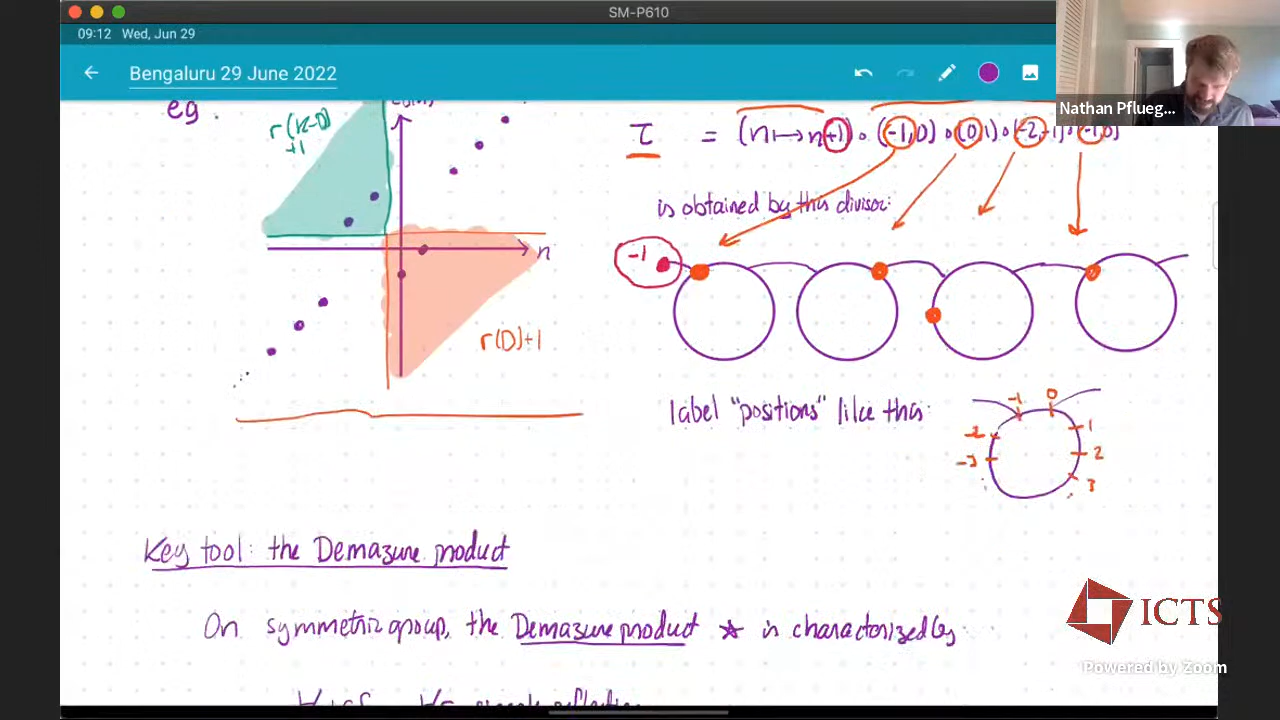 SM-P610
09:12 Wed, Jun 29
Bengaluru 29 June 2022
Nathan Pflueg...
eg.
r(K-D)
+1
n
r(D)+1
τ = (n ↦ n+1) ∘ (-1,0) ∘ (0,1) ∘ (-2,-1) ∘ (-1,0)
is obtained by this divisor:
-1
label "positions" like this:
-1 0
-2 1
-3 2
3
Key tool: the Demazure product
On symmetric group, the Demazure product ★ is characterized by:
ICTS
Powered by Zoom